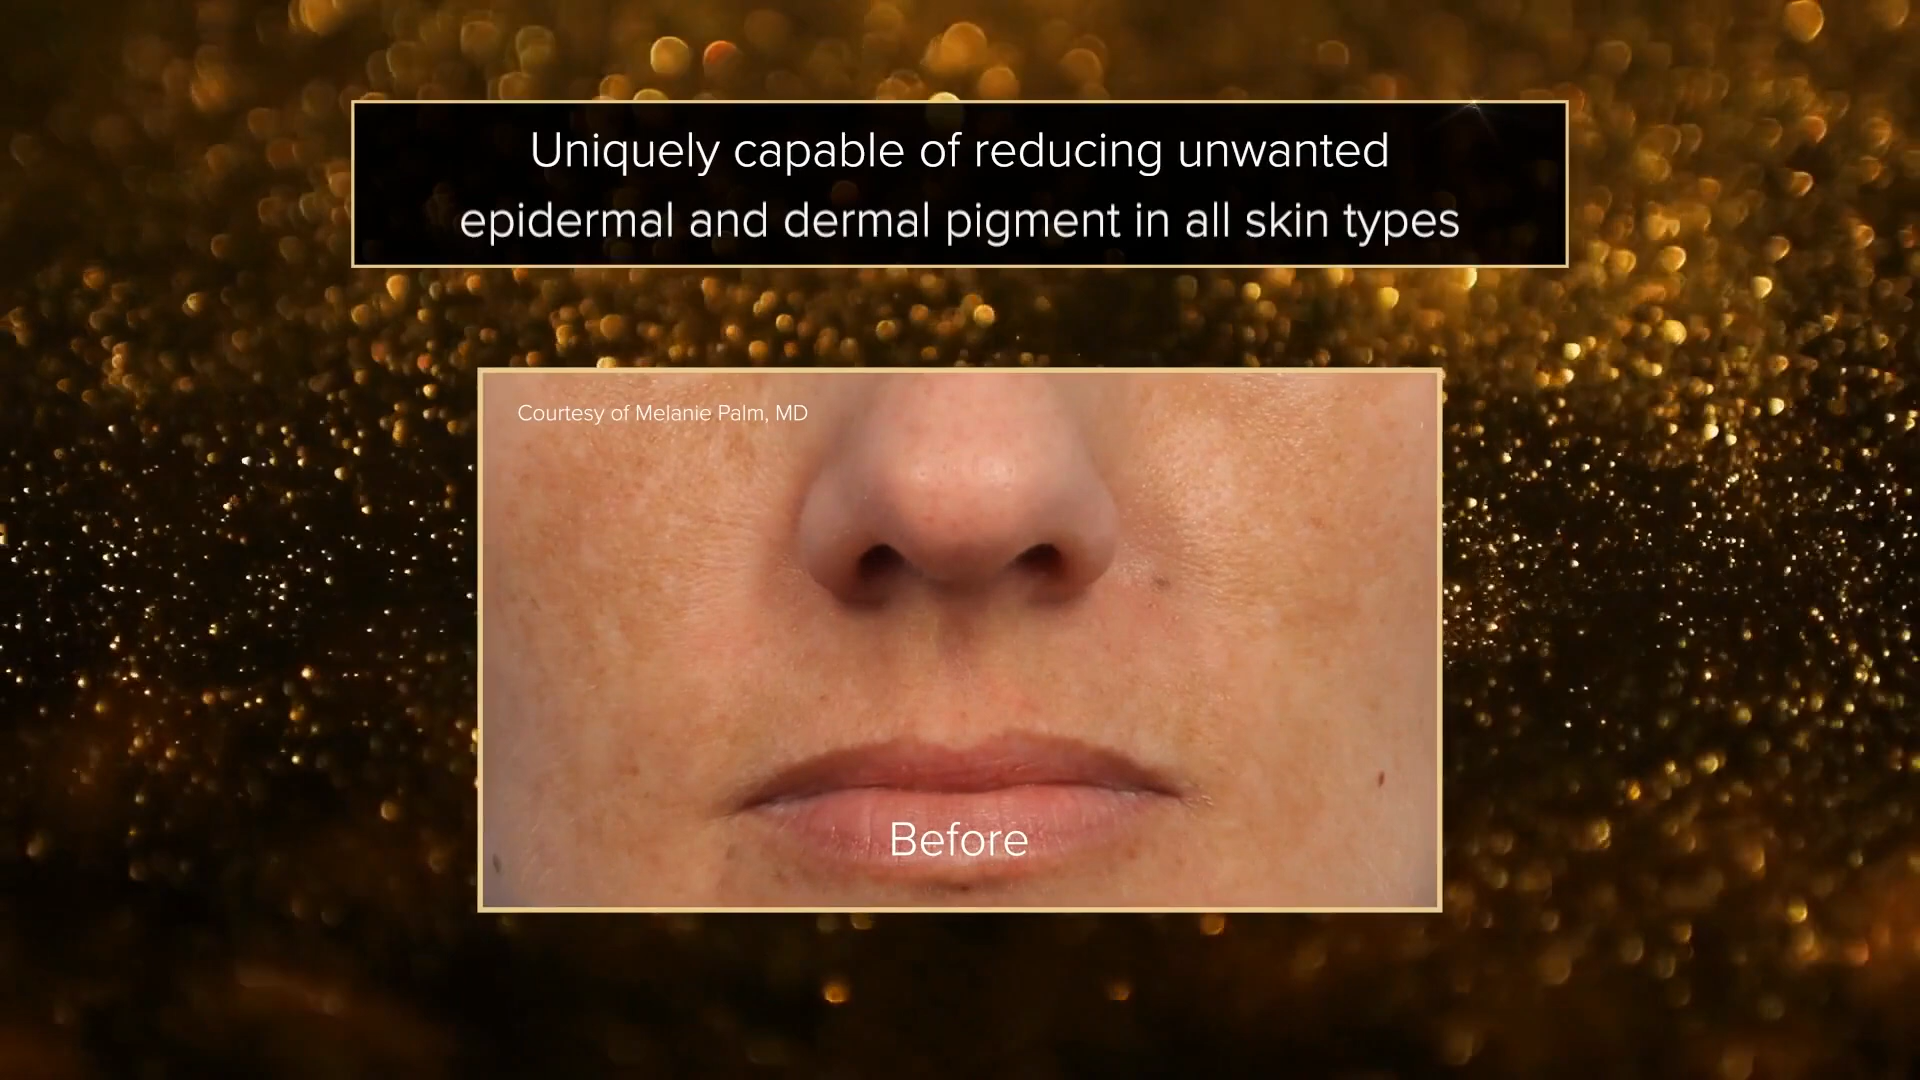 Uniquely capable of reducing unwanted
epidermal and dermal pigment in all skin types
Courtesy of Melanie Palm, MD
Before